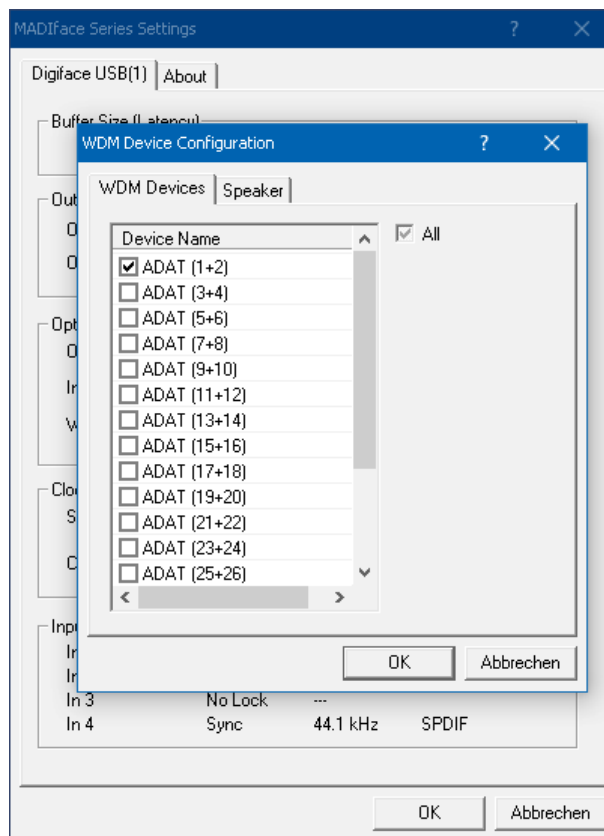 MADIface Series Settings
Digiface USB(1) About
Buffer Size (Latency)
WDM Device Configuration
WDM Devices Speaker
Device Name
All
ADAT (1+2)
ADAT (3+4)
ADAT (5+6)
ADAT (7+8)
ADAT (9+10)
ADAT (11+12)
ADAT (13+14)
ADAT (15+16)
ADAT (17+18)
ADAT (19+20)
ADAT (21+22)
ADAT (23+24)
ADAT (25+26)
OK Abbrechen
In 3 No Lock ---
In 4 Sync 44.1 kHz SPDIF
OK Abbrechen